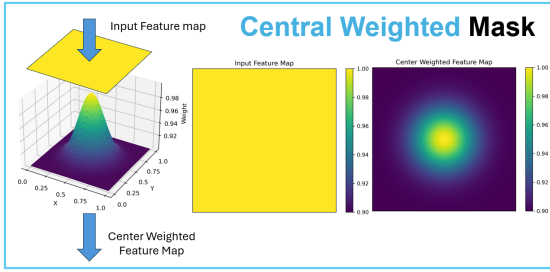 Input Feature map
Central Weighted Mask
Input Feature Map
Center Weighted Feature Map
0.98
0.96
0.94
0.92
Weight
0.00
0.25
0.50
0.75
1.0
X
0.0
0.25
0.50
0.75
1.0
Y
1.00
0.98
0.96
0.94
0.92
0.90
1.00
0.98
0.96
0.94
0.92
0.90
Center Weighted
Feature Map